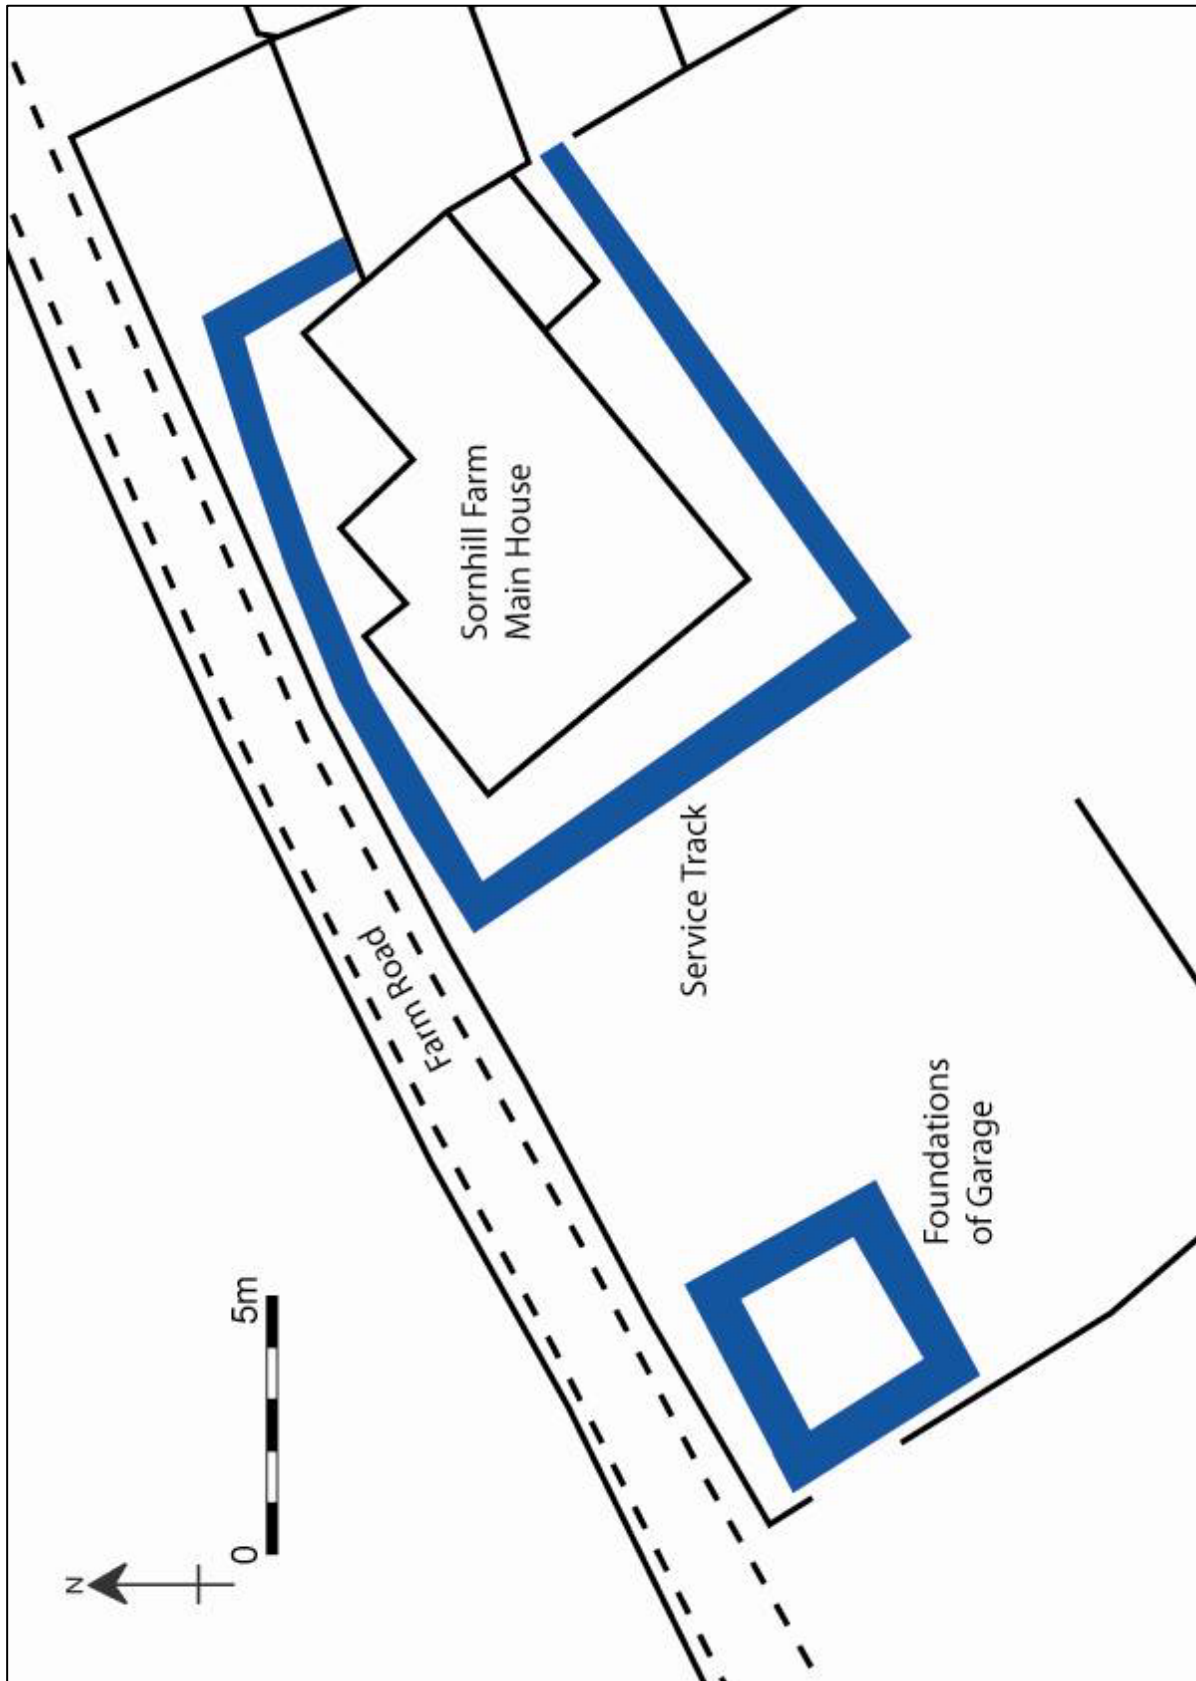 N
0
5m
Farm Road
Sornhill Farm
Main House
Service Track
Foundations
of Garage